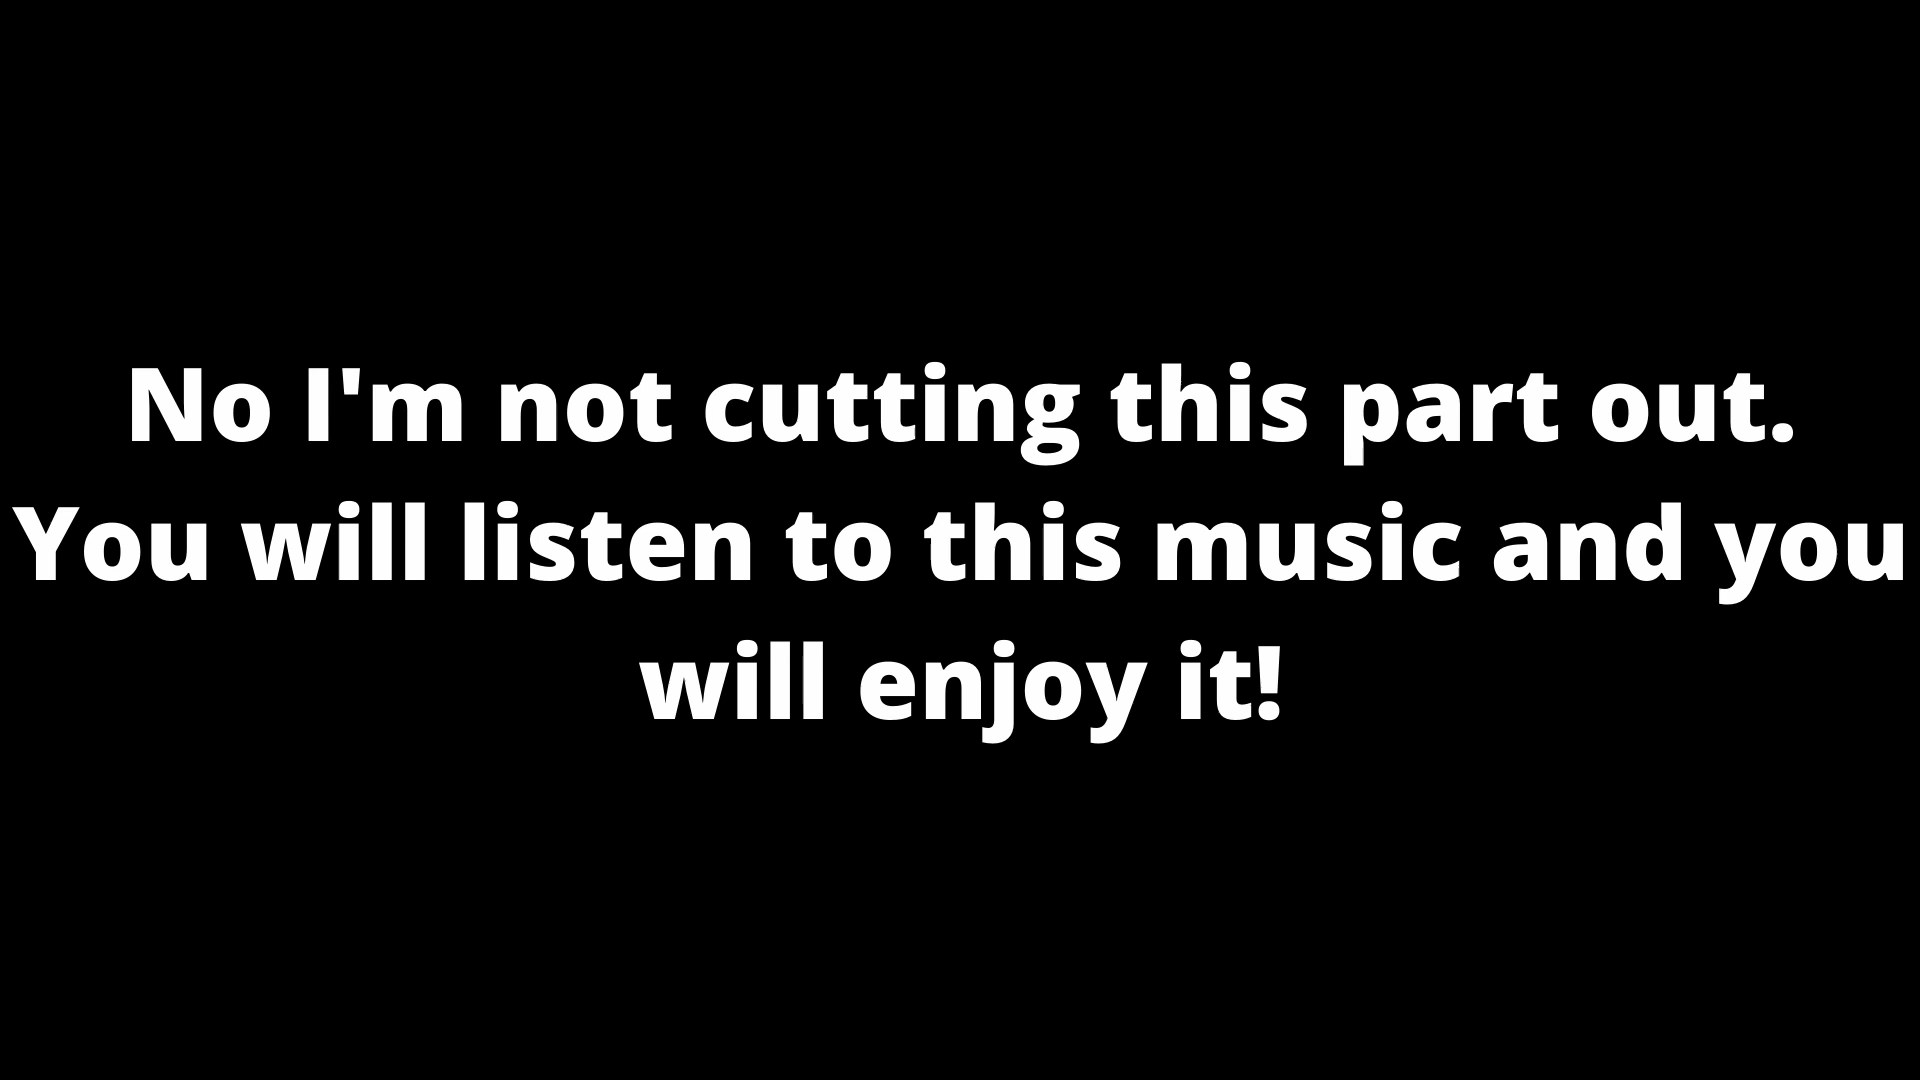 No I'm not cutting this part out.
You will listen to this music and you
will enjoy it!